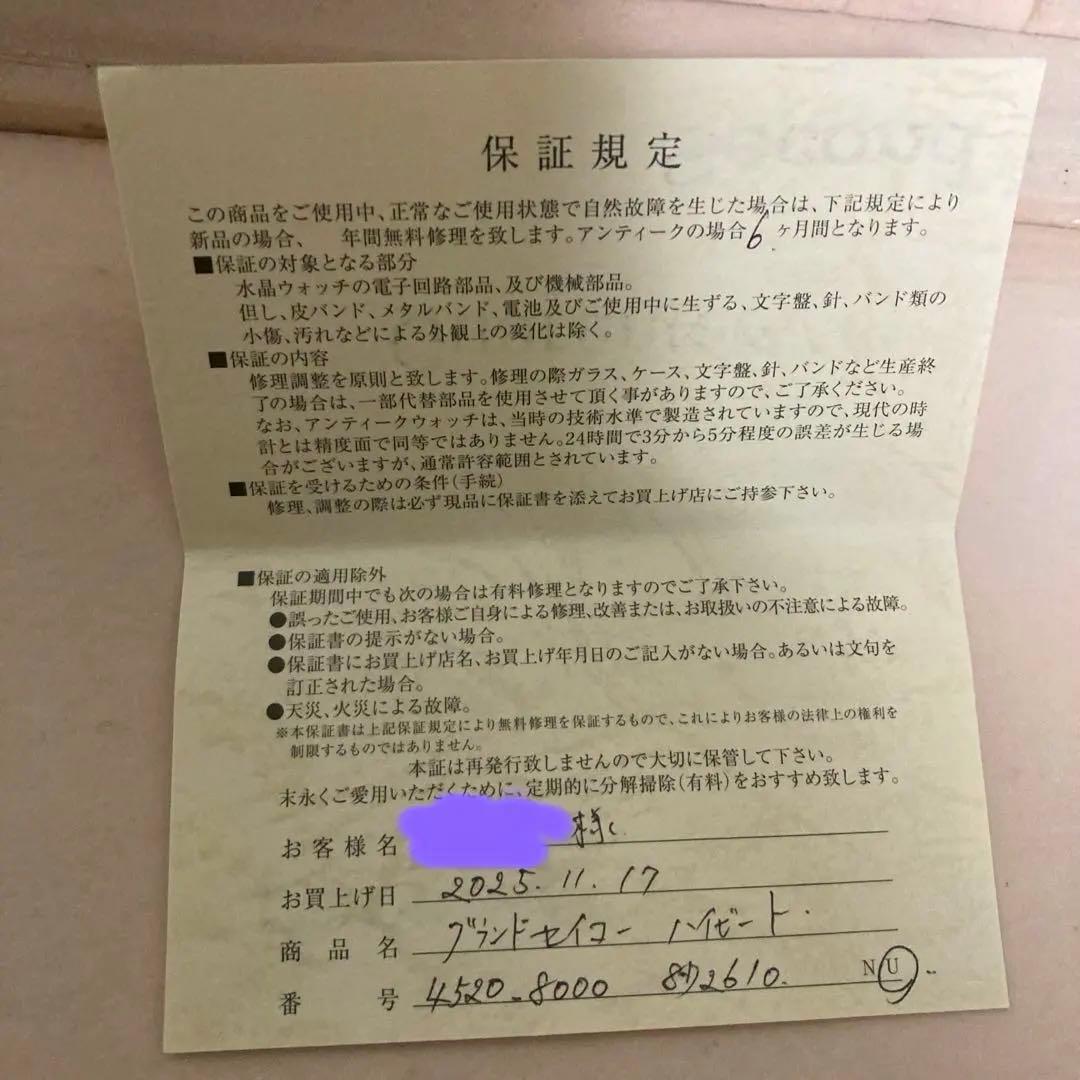 保証規定
この商品をご使用中、正常なご使用状態で自然故障を生じた場合は、下記規定により
新品の場合、　年間無料修理を致します。アンティークの場合6ヶ月間となります。
■保証の対象となる部分
水晶ウォッチの電子回路部品、及び機械部品。
但し、皮バンド、メタルバンド、電池及びご使用中に生ずる、文字盤、針、バンド類の
小傷、汚れなどによる外観上の変化は除く。
■保証の内容
修理調整を原則と致します。修理の際ガラス、ケース、文字盤、針、バンドなど生産終
了の場合は、一部代替部品を使用させて頂く事がありますので、ご了承ください。
なお、アンティークウォッチは、当時の技術水準で製造されていますので、現代の時
計とは精度面で同等ではありません。24時間で3分から5分程度の誤差が生じる場
合がございますが、通常許容範囲とされています。
■保証を受けるための条件(手続)
修理、調整の際は必ず現品に保証書を添えてお買上げ店にご持参下さい。
■保証の適用除外
保証期間中でも次の場合は有料修理となりますのでご了承下さい。
●誤ったご使用、お客様ご自身による修理、改善または、お取扱いの不注意による故障。
●保証書の提示がない場合。
●保証書にお買上げ店名、お買上げ年月日のご記入がない場合。あるいは文句を
訂正された場合。
●天災、火災による故障。
※本保証書は上記保証規定により無料修理を保証するもので、これによりお客様の法律上の権利を
制限するものではありません。
本証は再発行致しませんので大切に保管して下さい。
末永くご愛用いただくために、定期的に分解掃除(有料)をおすすめ致します。
お客様名 様
お買上げ日 2025.11.17
商品名 グランドセイコー ハイビート
番号 4520-8000 872610. N U